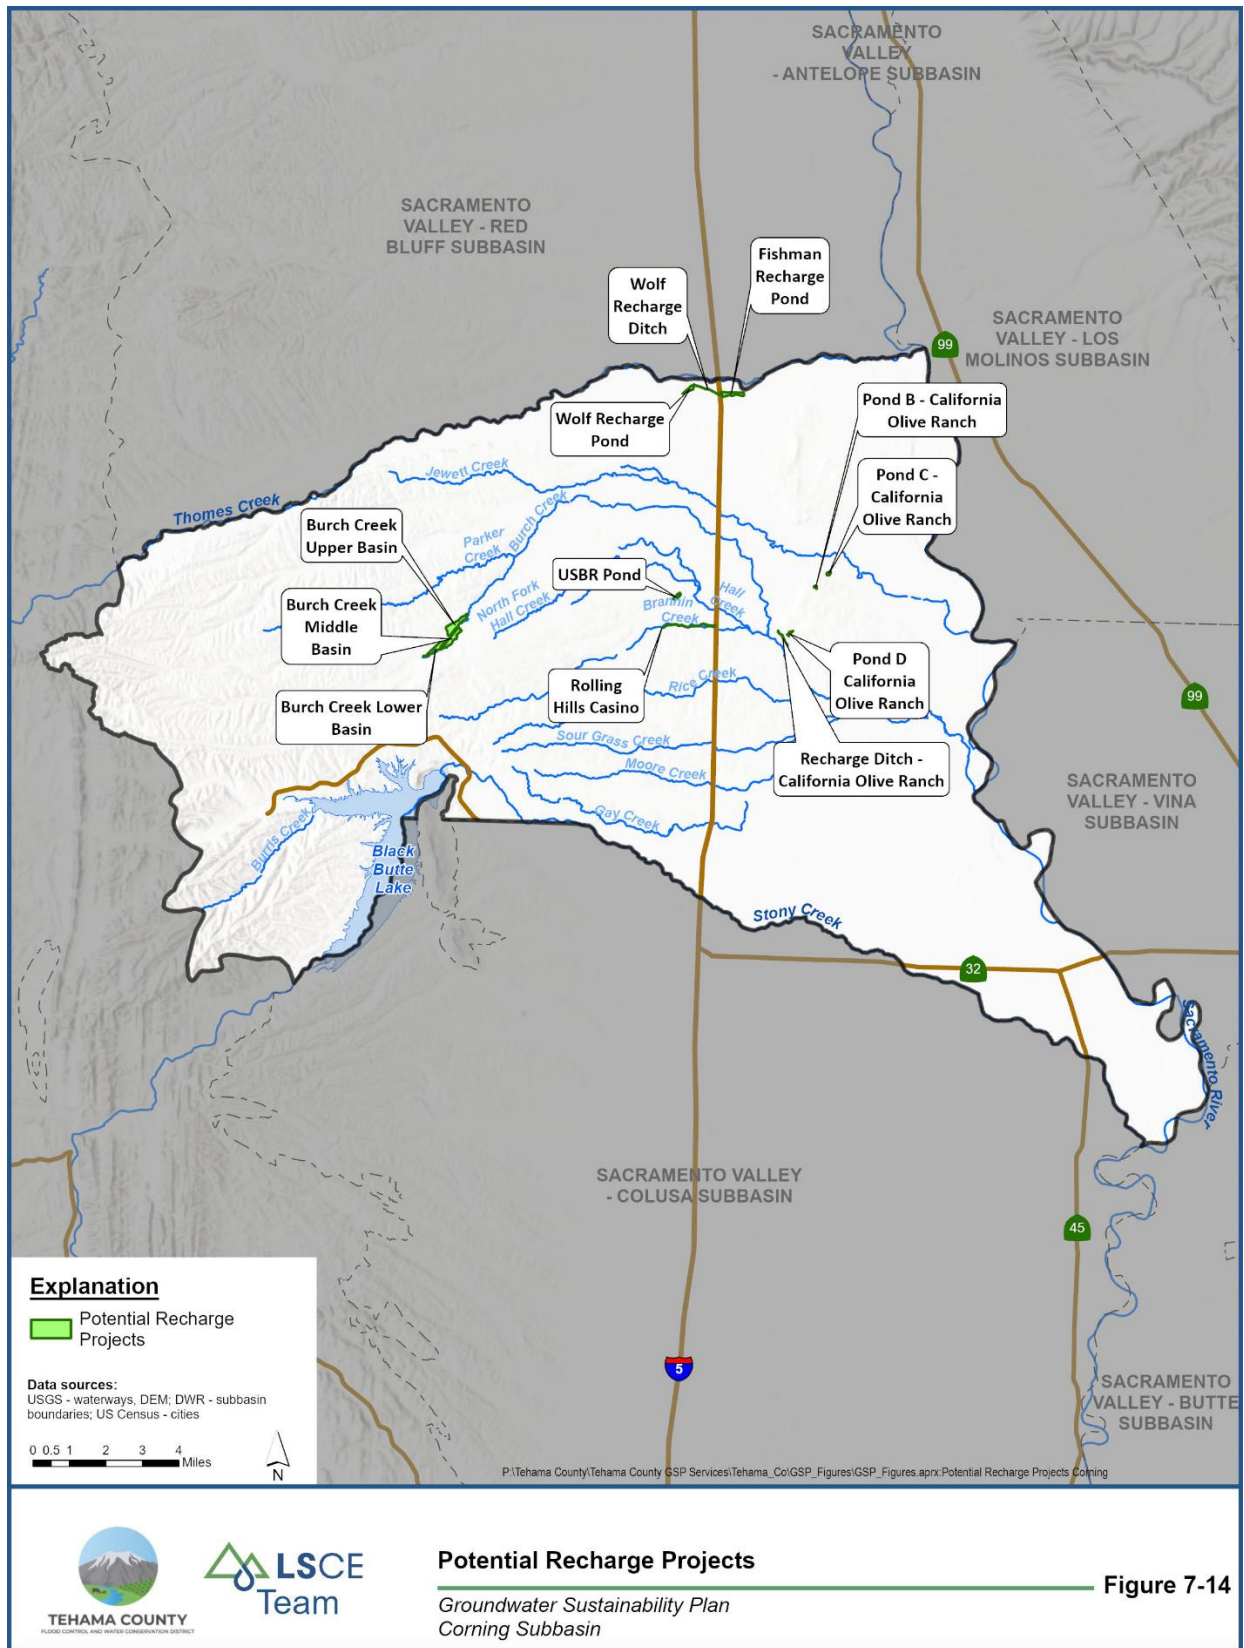 SACRAMENTO
VALLEY
- ANTELOPE SUBBASIN
SACRAMENTO
VALLEY - RED
BLUFF SUBBASIN
Fishman
Recharge
Pond
Wolf
Recharge
Ditch
SACRAMENTO
VALLEY - LOS
MOLINOS SUBBASIN
99
Wolf Recharge
Pond
Pond B - California
Olive Ranch
Pond C -
California
Olive Ranch
Jewett Creek
Thomes Creek
Burch Creek
Burch Creek
Upper Basin
Parker
Creek
USBR Pond
Hall
Creek
North Fork
Hall Creek
Brannin
Creek
Burch Creek
Middle
Basin
Burch Creek Lower
Basin
Rolling
Hills Casino
Rice Creek
Pond D
California
Olive Ranch
99
Sour Grass Creek
Moore Creek
Recharge Ditch -
California Olive Ranch
Gay Creek
SACRAMENTO
VALLEY - VINA
SUBBASIN
Burris Creek
Black
Butte
Lake
Stony Creek
32
Sacramento River
SACRAMENTO VALLEY
- COLUSA SUBBASIN
45
5
SACRAMENTO
VALLEY - BUTTE
SUBBASIN
Explanation
Potential Recharge
Projects
Data sources:
USGS - waterways, DEM; DWR - subbasin
boundaries; US Census - cities
0 0.5 1 2 3 4
Miles
N
P:\Tehama County\Tehama County GSP Services\Tehama_Co\GSP_Figures\GSP_Figures.aprx:Potential Recharge Projects Corning
TEHAMA COUNTY
FLOOD CONTROL AND WATER CONSERVATION DISTRICT
LSCE
Team
Potential Recharge Projects
Groundwater Sustainability Plan
Corning Subbasin
Figure 7-14